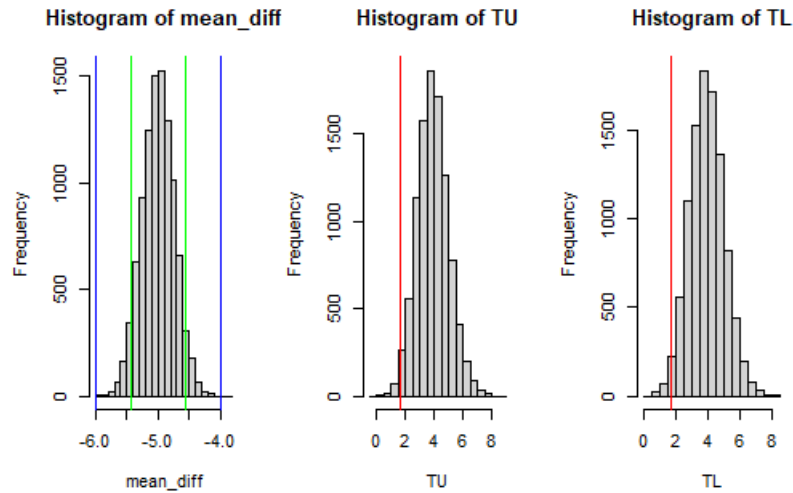 Histogram of mean_diff
Frequency
0
500
1000
1500
-6.0
-5.0
-4.0
mean_diff
Histogram of TU
Frequency
0
500
1000
1500
0
2
4
6
8
TU
Histogram of TL
Frequency
0
500
1000
1500
0
2
4
6
8
TL